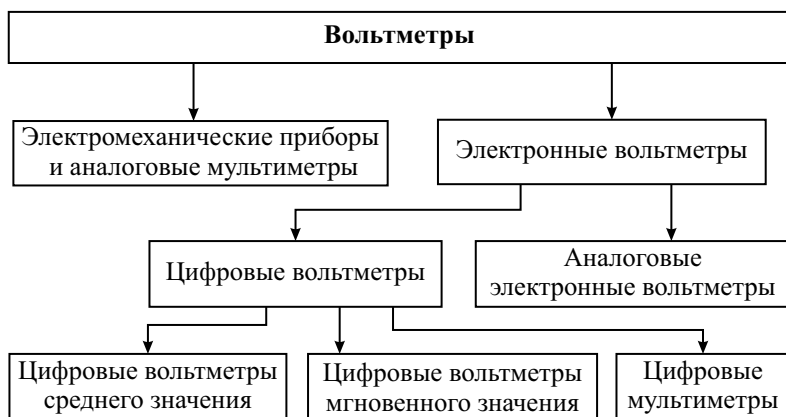 Вольтметры
Электромеханические приборы
и аналоговые мультиметры
Электронные вольтметры
Цифровые вольтметры
Аналоговые
электронные вольтметры
Цифровые вольтметры
среднего значения
Цифровые вольтметры
мгновенного значения
Цифровые
мультиметры